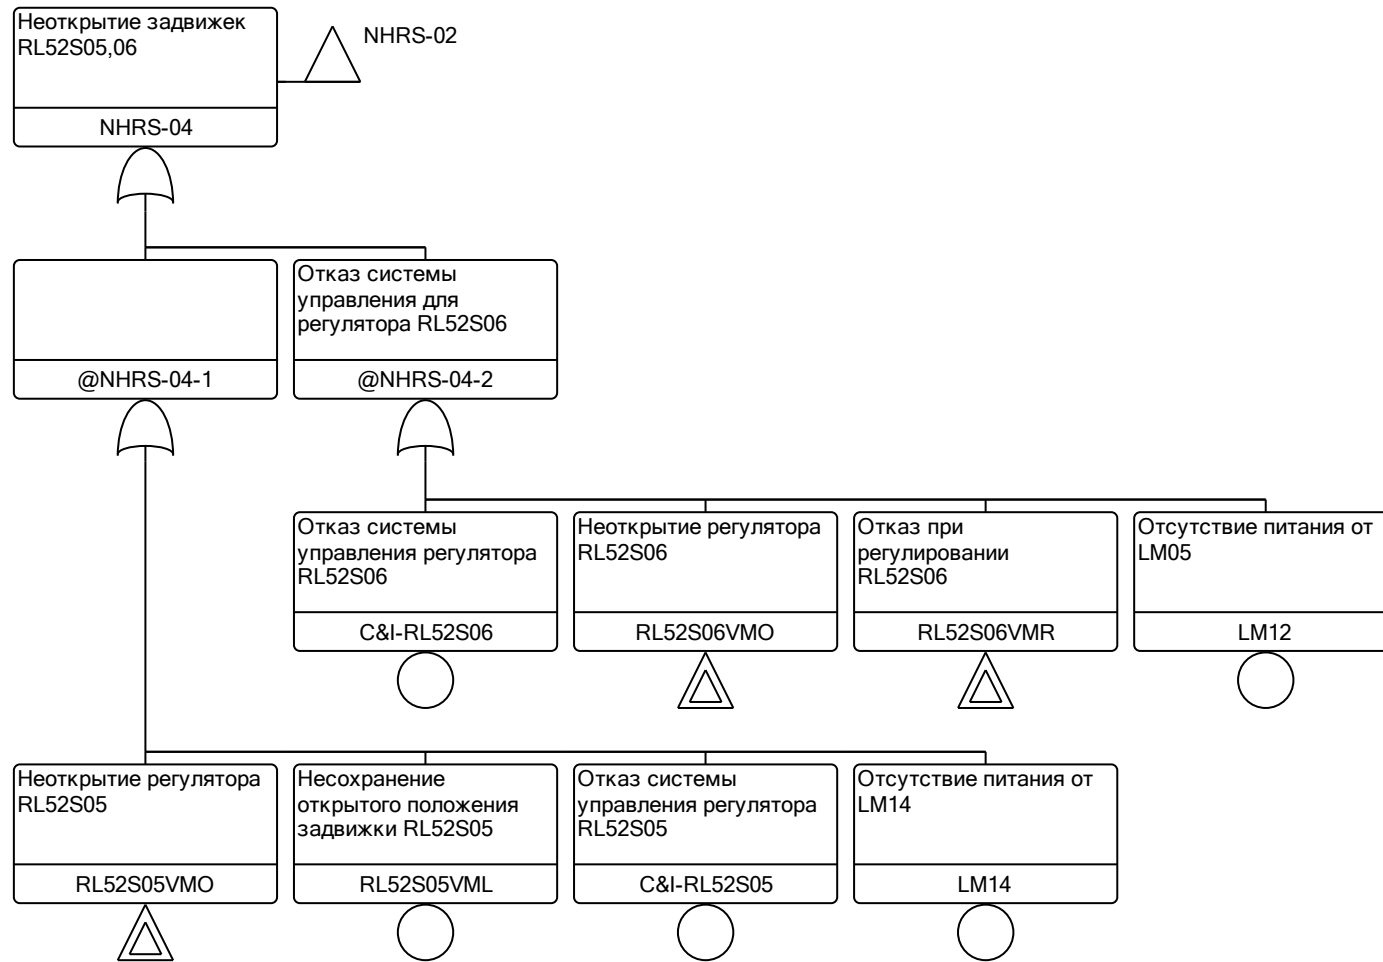 Неоткрытие задвижек
RL52S05,06
NHRS-04
NHRS-02
@NHRS-04-1
Отказ системы
управления для
регулятора RL52S06
@NHRS-04-2
Отказ системы
управления регулятора
RL52S06
C&I-RL52S06
Неоткрытие регулятора
RL52S06
RL52S06VMO
Отказ при
регулировании
RL52S06
RL52S06VMR
Отсутствие питания от
LM05
LM12
Неоткрытие регулятора
RL52S05
RL52S05VMO
Несохранение
открытого положения
задвижки RL52S05
RL52S05VML
Отказ системы
управления регулятора
RL52S05
C&I-RL52S05
Отсутствие питания от
LM14
LM14